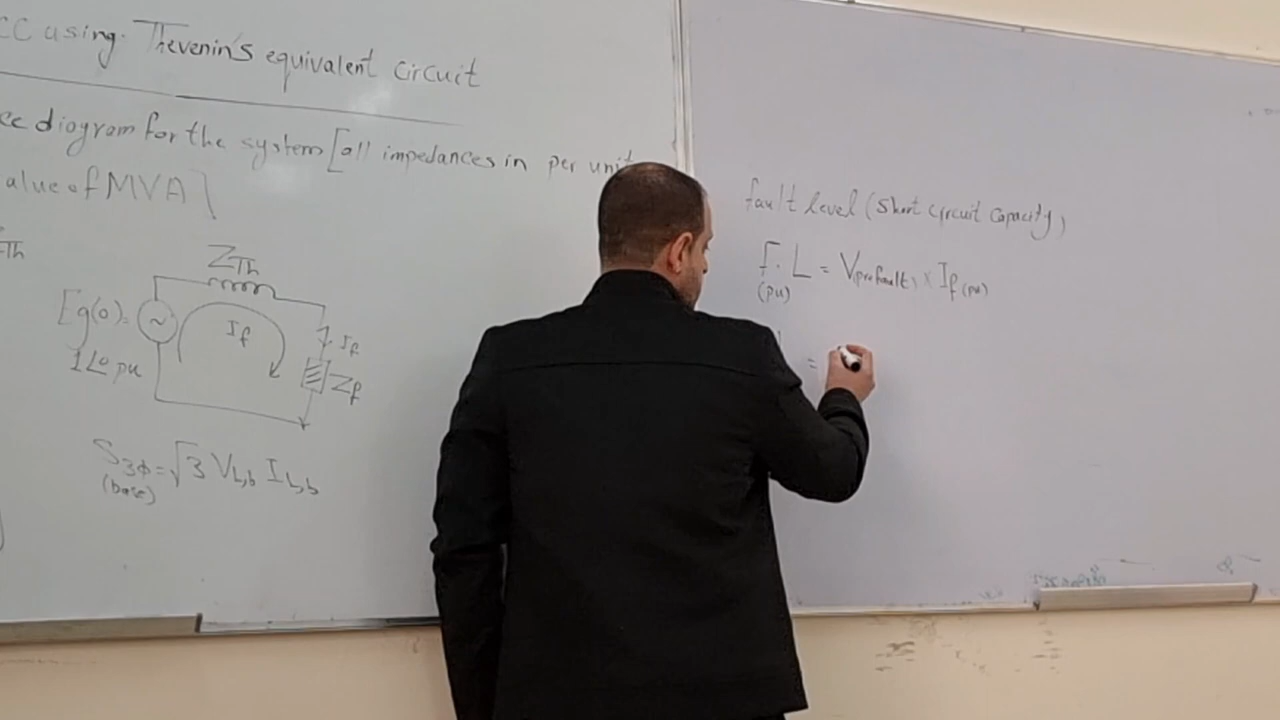 CC using Thevenin's equivalent circuit
ce diagram for the system [all impedances in per unit
alue of MVA]
Th
ZTh
Eg(0)=
1∠0 pu
If
If
Zf
S3φ = √3 VL,b IL,b
(base)
fault level (short circuit capacity)
F.L = V(prefault) x If(pu)
(pu)
=